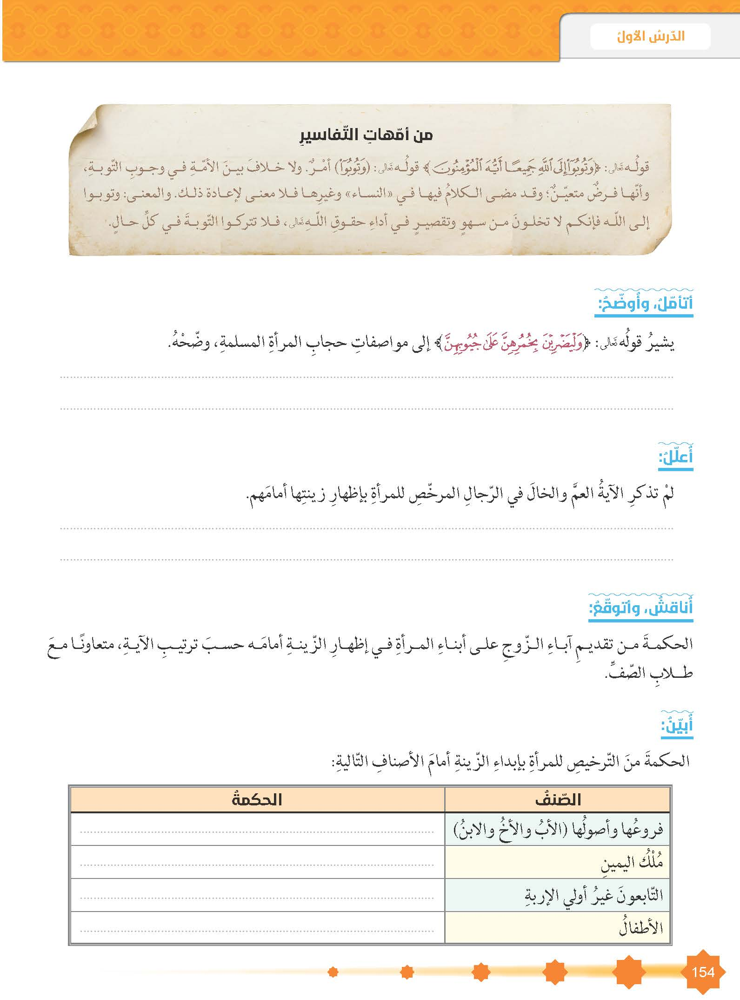 الدّرسُ الأولُ
من أمّهاتِ التّفاسيرِ
قولُه تعالى: ﴿وَتُوبُوٓاْ إِلَى ٱللَّهِ جَمِيعًا أَيُّهَ ٱلْمُؤْمِنُونَ﴾ قولُه تعالى: (وَتُوبُوٓاْ) أمْرٌ. ولا خلافَ بينَ الأمّةِ في وجوبِ التّوبةِ،
وأنّها فرضٌ متعيّنٌ؛ وقد مضى الكلامُ فيها في «النساء» وغيرِها فلا معنى لإعادة ذلك. والمعنى: وتوبوا
إلى اللّه فإنكم لا تخلونَ من سهوٍ وتقصيرٍ في أداءِ حقوقِ اللّهِ تعالى، فلا تتركوا التّوبةَ في كلِّ حالٍ.
أتأمّلُ، وأُوضّحُ:
يشيرُ قولُه تعالى: ﴿وَلْيَضْرِبْنَ بِخُمُرِهِنَّ عَلَىٰ جُيُوبِهِنَّ﴾ إلى مواصفاتِ حجابِ المرأةِ المسلمةِ، وضّحْهُ.
أُعلّلُ:
لمْ تذكرِ الآيةُ العمَّ والخالَ في الرّجالِ المرخّصِ للمرأةِ بإظهارِ زينتِها أمامَهم.
أُناقشُ، وأتوقّعُ:
الحكمةَ من تقديمِ آباءِ الزّوجِ على أبناءِ المرأةِ في إظهارِ الزّينةِ أمامَه حسبَ ترتيبِ الآيةِ، متعاونًا معَ
طلابِ الصّفِّ.
أُبيّنُ:
الحكمةَ منَ التّرخيصِ للمرأةِ بإبداءِ الزّينةِ أمامَ الأصنافِ التّاليةِ:
الصّنفُ الحكمةُ
فروعُها وأصولُها (الأبُ والأخُ والابنُ)
مُلْكُ اليمينِ
التّابعونَ غيرُ أولي الإربةِ
الأطفالُ
154